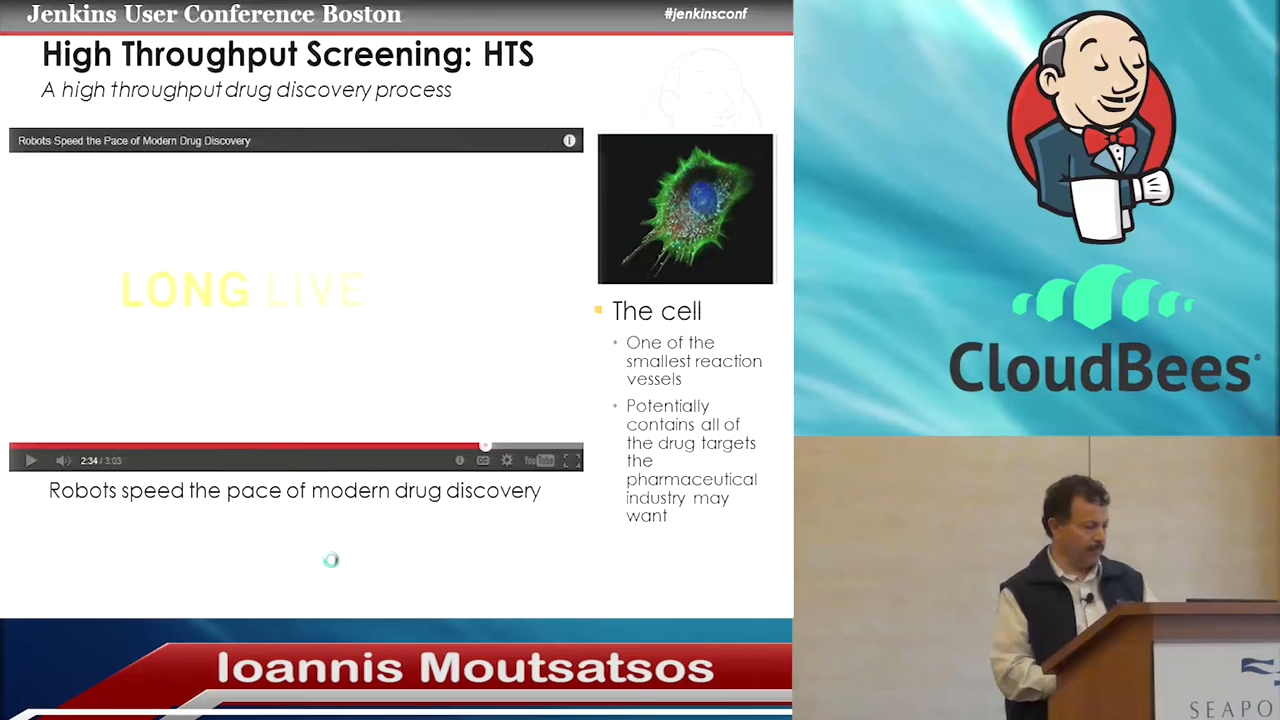 Jenkins User Conference Boston
#jenkinsconf
High Throughput Screening: HTS
A high throughput drug discovery process
Robots Speed the Pace of Modern Drug Discovery
LONG LIVE
2:34 / 3:03
CC
YouTube
Robots speed the pace of modern drug discovery
▪ The cell
• One of the
smallest reaction
vessels
• Potentially
contains all of
the drug targets
the
pharmaceutical
industry may
want
CloudBees®
SEAPO
Ioannis Moutsatsos